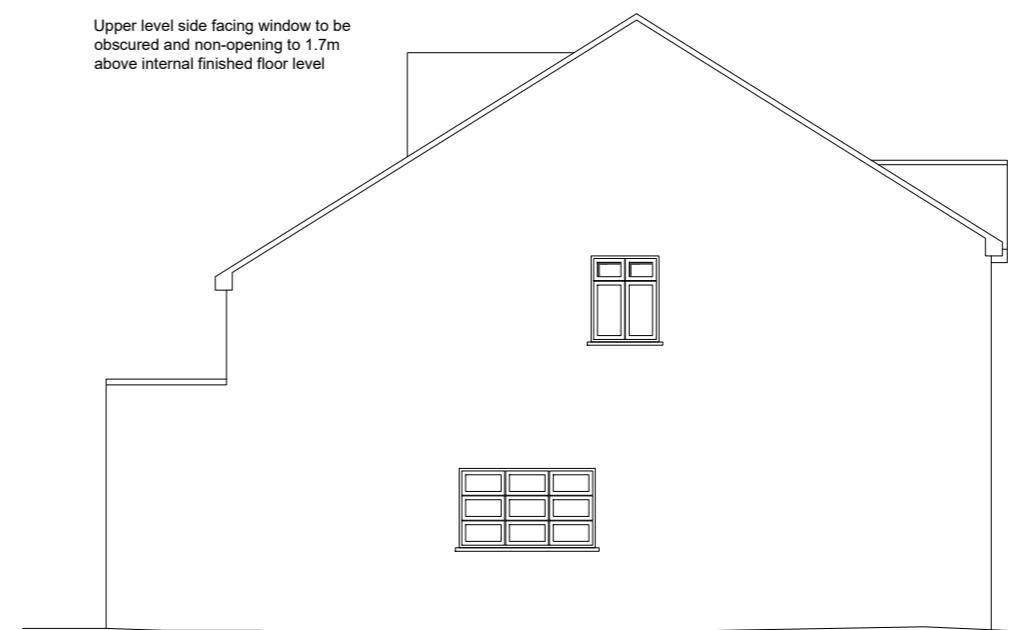 Upper level side facing window to be
obscured and non-opening to 1.7m
above internal finished floor level